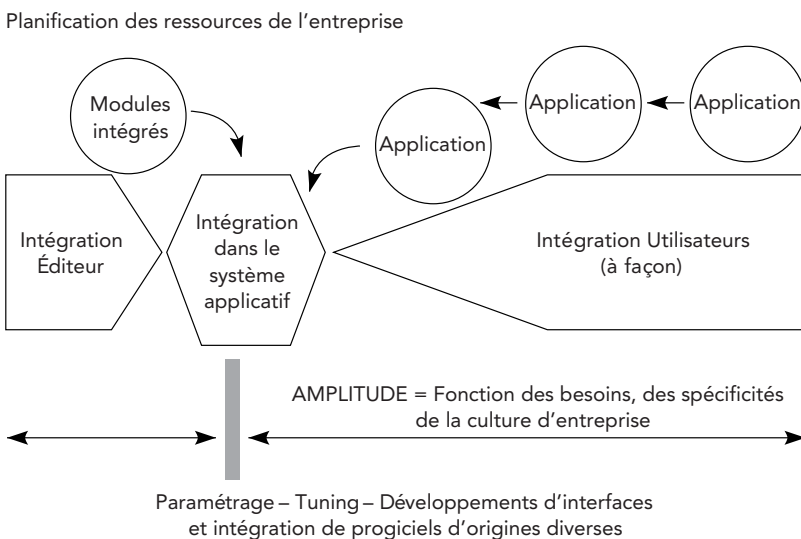 Planification des ressources de l'entreprise
Modules
intégrés
Application
Application
Application
Intégration
Éditeur
Intégration
dans le
système
applicatif
Intégration Utilisateurs
(à façon)
AMPLITUDE = Fonction des besoins, des spécificités
de la culture d'entreprise
Paramétrage – Tuning – Développements d'interfaces
et intégration de progiciels d'origines diverses